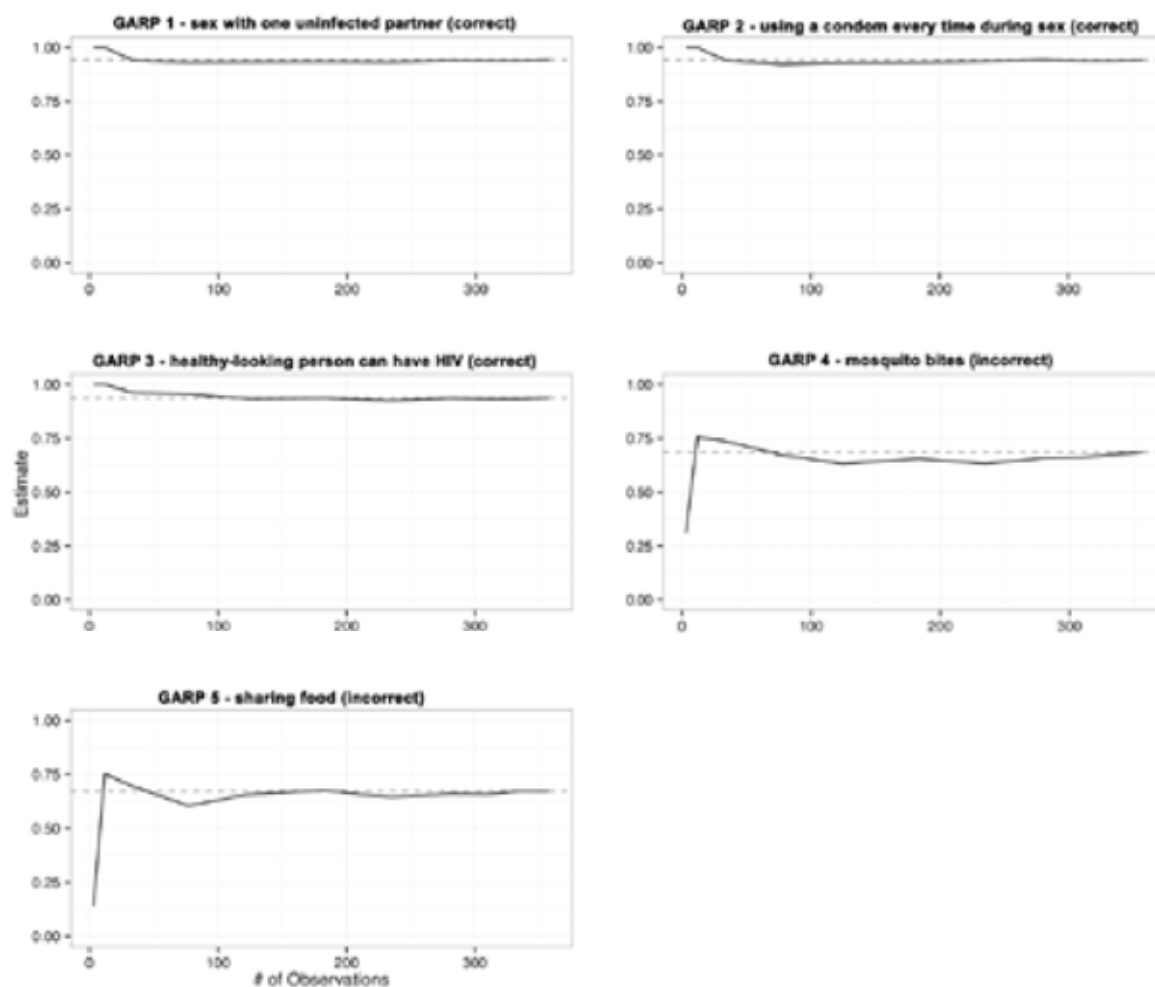 GARP 1 - sex with one uninfected partner (correct)
1.00
0.75
0.50
0.25
0.00
0 100 200 300
GARP 2 - using a condom every time during sex (correct)
1.00
0.75
0.50
0.25
0.00
0 100 200 300
GARP 3 - healthy-looking person can have HIV (correct)
Estimate
1.00
0.75
0.50
0.25
0.00
0 100 200 300
GARP 4 - mosquito bites (incorrect)
1.00
0.75
0.50
0.25
0.00
0 100 200 300
GARP 5 - sharing food (incorrect)
1.00
0.75
0.50
0.25
0.00
0 100 200 300
# of Observations